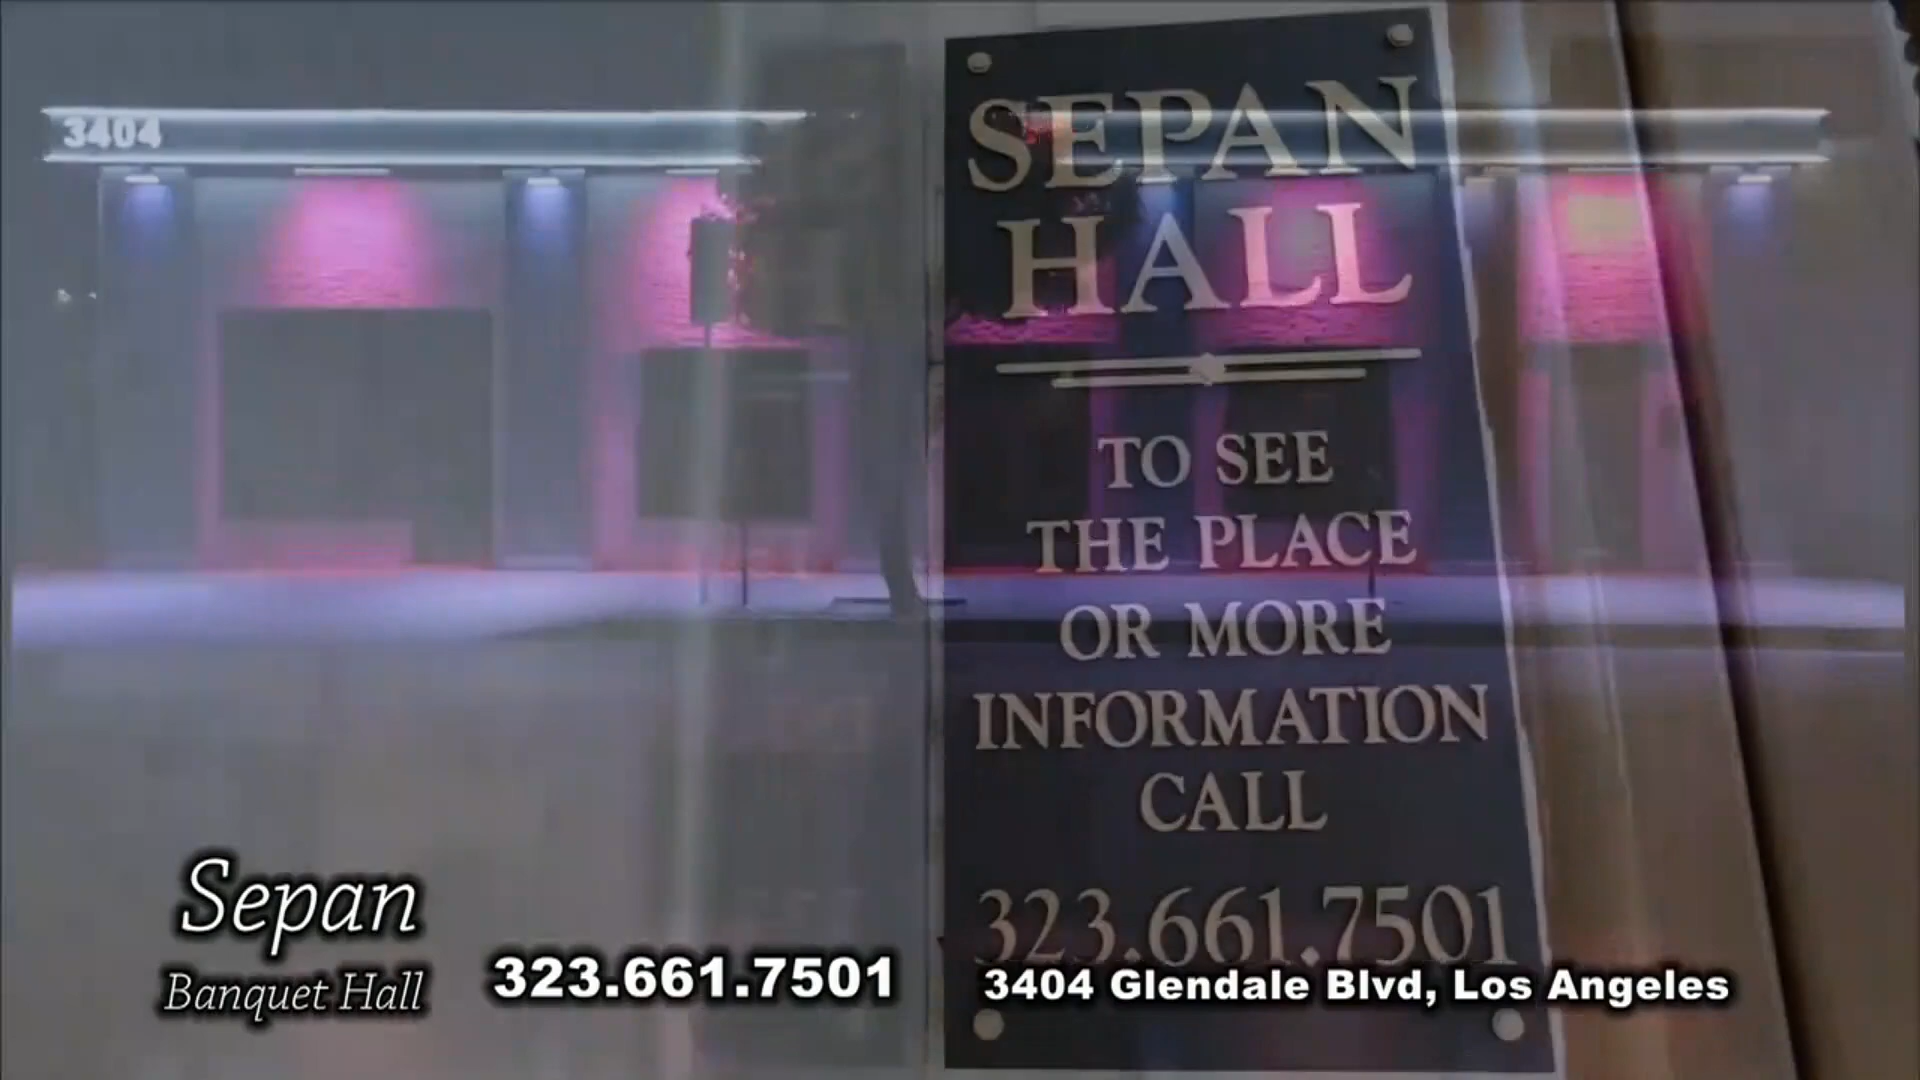 3404
SEPAN
HALL
TO SEE
THE PLACE
OR MORE
INFORMATION
CALL
323.661.7501
Sepan
Banquet Hall
323.661.7501
3404 Glendale Blvd, Los Angeles